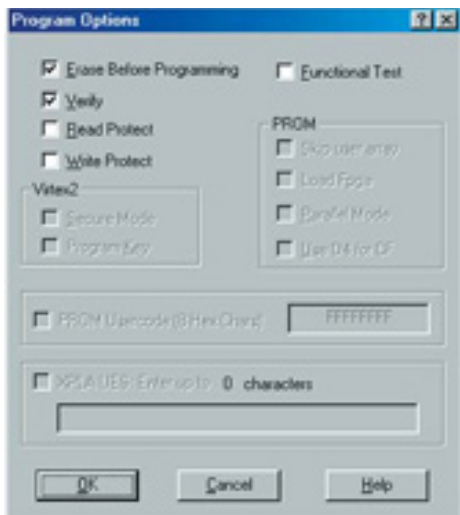 Program Options
Erase Before Programming
Functional Test
Verify
Read Protect
Write Protect
PROM
Skip user array
Load Fpga
Parallel Mode
Use D4 for CF
Virtex2
Secure Mode
Program Key
PROM Usercode (8 Hex Chars)
FFFFFFFF
XPLA UES: Enter up to 0 characters
OK
Cancel
Help